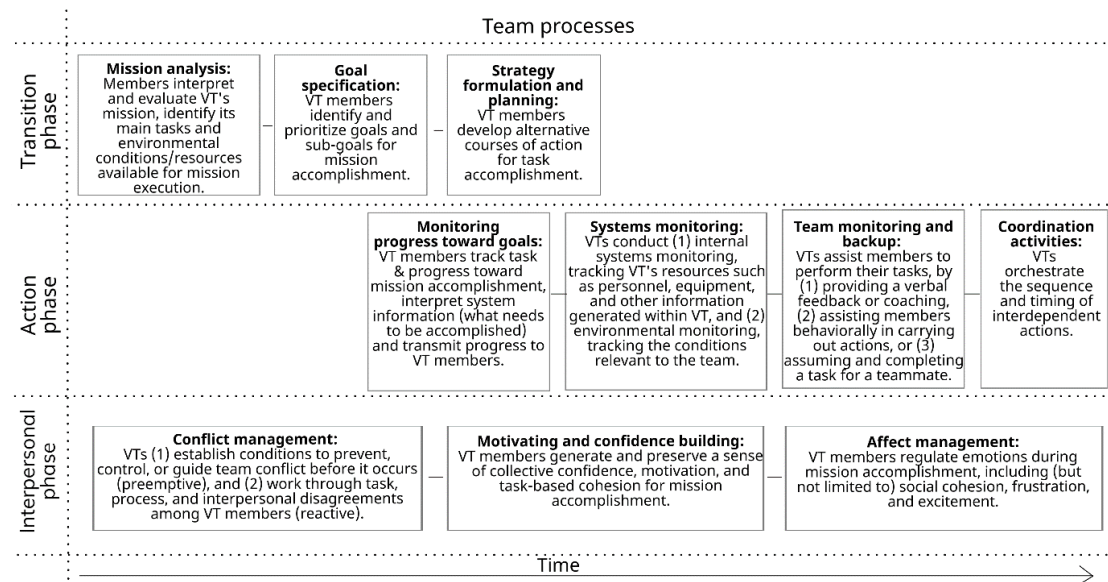 Team processes
Transition
phase
Mission analysis:
Members interpret
and evaluate VT's
mission, identify its
main tasks and
environmental
conditions/resources
available for mission
execution.
Goal
specification:
VT members
identify and
prioritize goals and
sub-goals for
mission
accomplishment.
Strategy
formulation and
planning:
VT members
develop alternative
courses of action
for task
accomplishment.
Action
phase
Monitoring
progress toward goals:
VT members track task
& progress toward
mission accomplishment,
interpret system
information (what needs
to be accomplished)
and transmit progress to
VT members.
Systems monitoring:
VTs conduct (1) internal
systems monitoring,
tracking VT's resources such
as personnel, equipment,
and other information
generated within VT, and (2)
environmental monitoring,
tracking the conditions
relevant to the team.
Team monitoring and
backup:
VTs assist members to
perform their tasks, by
(1) providing a verbal
feedback or coaching,
(2) assisting members
behaviorally in carrying
out actions, or (3)
assuming and completing
a task for a teammate.
Coordination
activities:
VTs
orchestrate
the sequence
and timing of
interdependent
actions.
Interpersonal
phase
Conflict management:
VTs (1) establish conditions to prevent,
control, or guide team conflict before it occurs
(preemptive), and (2) work through task,
process, and interpersonal disagreements
among VT members (reactive).
Motivating and confidence building:
VT members generate and preserve a sense
of collective confidence, motivation, and
task-based cohesion for mission
accomplishment.
Affect management:
VT members regulate emotions during
mission accomplishment, including (but
not limited to) social cohesion, frustration,
and excitement.
Time